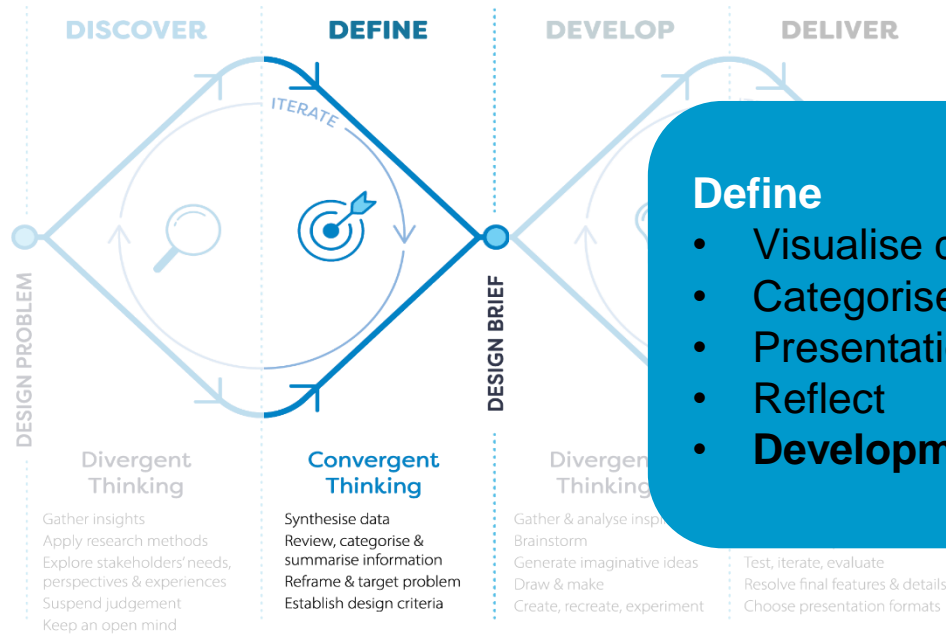 DISCOVER
DEFINE
DEVELOP
DELIVER
ITERATE
DESIGN PROBLEM
DESIGN BRIEF
Define
• Visualise
• Categorise
• Presentati
• Reflect
• Developm
Divergent
Thinking
Gather insights
Apply research methods
Explore stakeholders' needs,
perspectives & experiences
Suspend judgement
Keep an open mind
Convergent
Thinking
Synthesise data
Review, categorise &
summarise information
Reframe & target problem
Establish design criteria
Divergen
Thinking
Gather & analyse inspi
Brainstorm
Generate imaginative ideas
Draw & make
Create, recreate, experiment
Test, iterate, evaluate
Resolve final features & details
Choose presentation formats